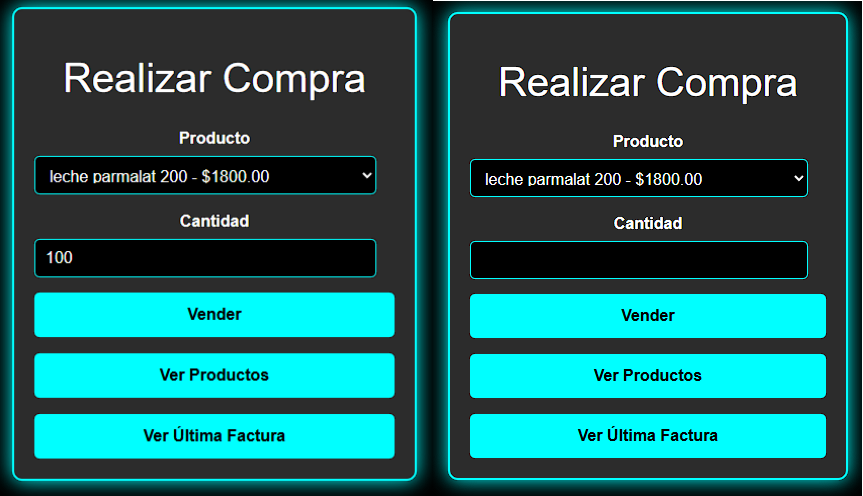 Realizar Compra
Producto
leche parmalat 200 - $1800.00
Cantidad
100
Vender
Ver Productos
Ver Última Factura
Realizar Compra
Producto
leche parmalat 200 - $1800.00
Cantidad
Vender
Ver Productos
Ver Última Factura